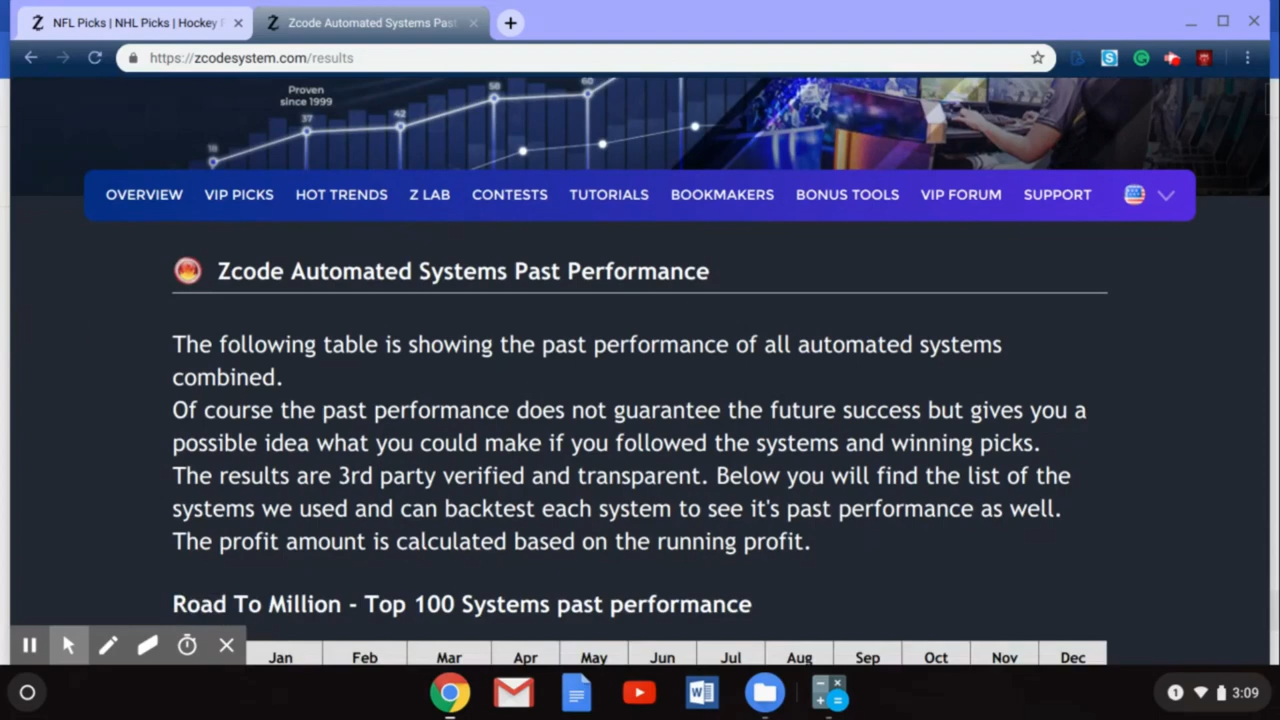 NFL Picks | NHL Picks | Hockey
Zcode Automated Systems Past
https://zcodesystem.com/results
Proven
since 1999
18
37
42
58
60
OVERVIEW VIP PICKS HOT TRENDS Z LAB CONTESTS TUTORIALS BOOKMAKERS BONUS TOOLS VIP FORUM SUPPORT
Zcode Automated Systems Past Performance
The following table is showing the past performance of all automated systems
combined.
Of course the past performance does not guarantee the future success but gives you a
possible idea what you could make if you followed the systems and winning picks.
The results are 3rd party verified and transparent. Below you will find the list of the
systems we used and can backtest each system to see it's past performance as well.
The profit amount is calculated based on the running profit.
Road To Million - Top 100 Systems past performance
Jan Feb Mar Apr May Jun Jul Aug Sep Oct Nov Dec
1 3:09